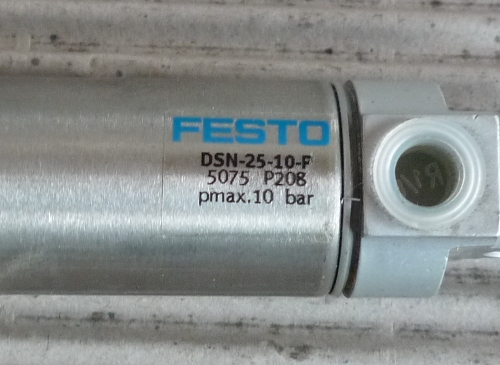 FESTO
DSN-25-10-P
5075 P208
pmax.10 bar